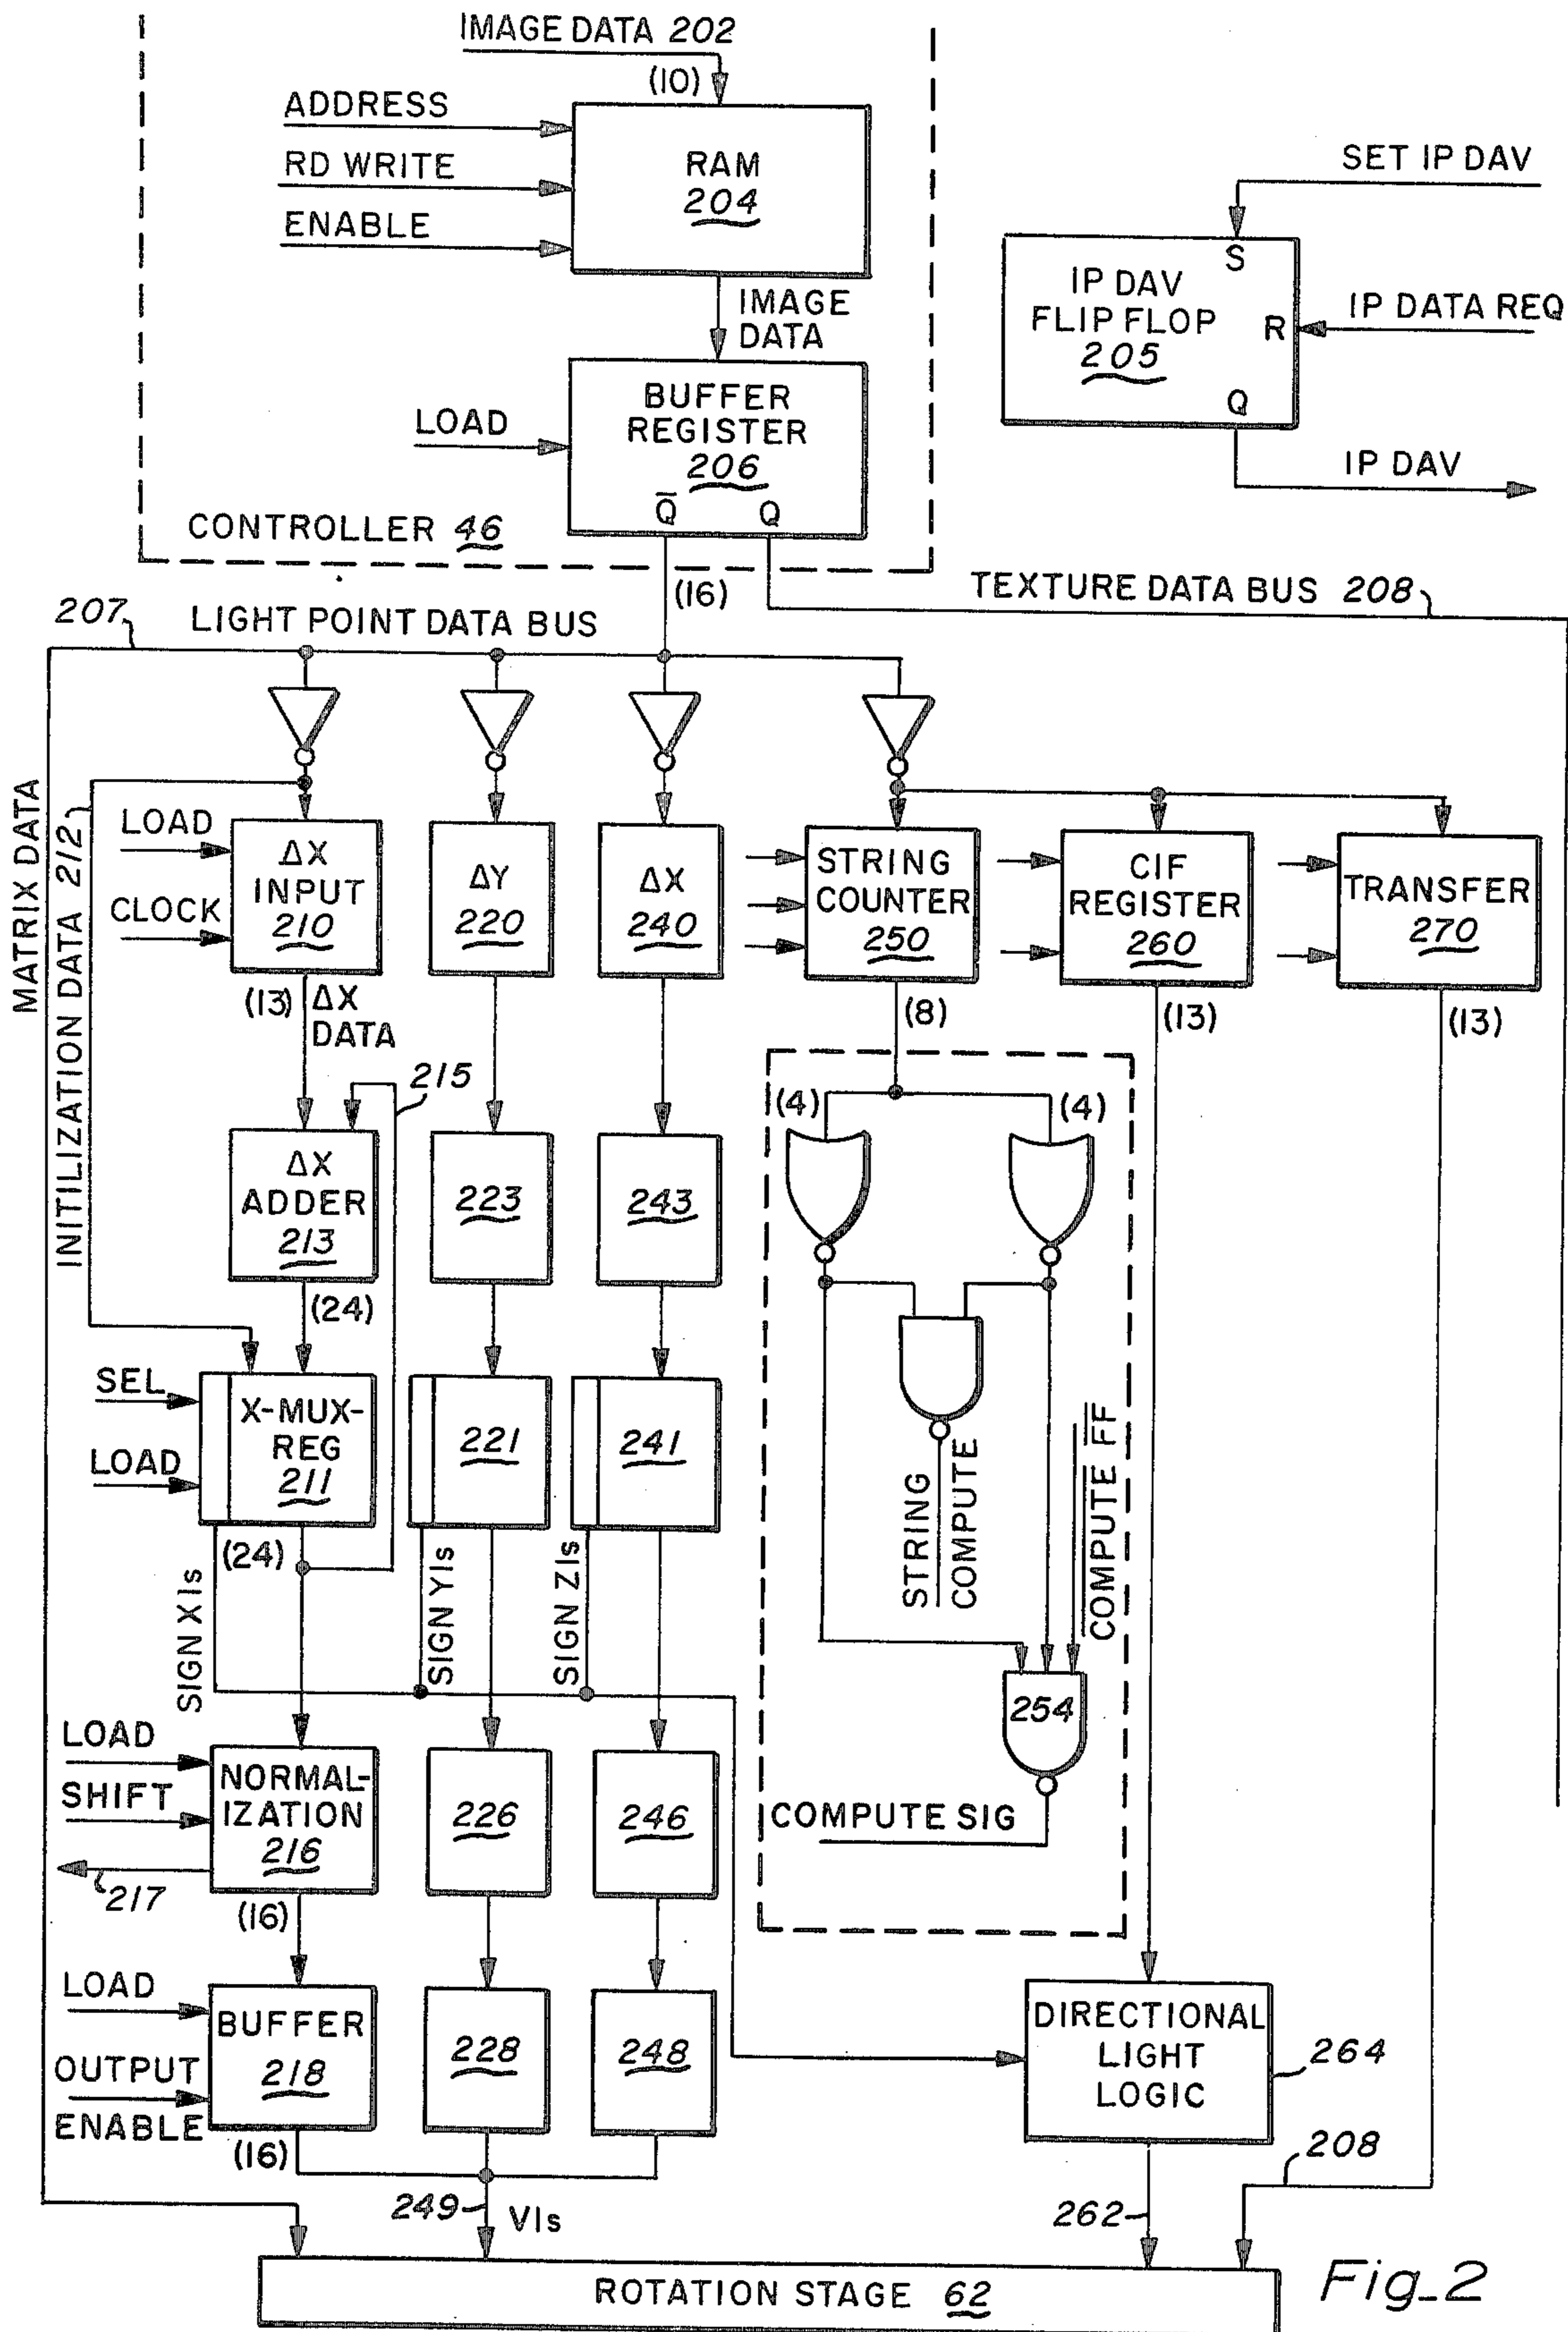 IMAGE DATA 202
(10)
ADDRESS
RD WRITE
ENABLE
RAM
204
IMAGE
DATA
LOAD
BUFFER
REGISTER
206
Q̅ Q
CONTROLLER 46
SET IP DAV
S
IP DAV
FLIP FLOP
205
R
IP DATA REQ
Q
IP DAV
(16)
TEXTURE DATA BUS 208
207
LIGHT POINT DATA BUS
MATRIX DATA
INITILIZATION DATA 212
LOAD
CLOCK
ΔX
INPUT
210
ΔY
220
ΔX
240
STRING
COUNTER
250
CIF
REGISTER
260
TRANSFER
270
(13)
ΔX
DATA
(8)
(13)
(13)
215
(4)
(4)
ΔX
ADDER
213
223
243
(24)
SEL
LOAD
X-MUX-
REG
211
221
241
(24)
SIGN XIs
SIGN YIs
SIGN ZIs
STRING
COMPUTE
COMPUTE FF
254
COMPUTE SIG
LOAD
SHIFT
217
NORMAL-
IZATION
216
226
246
(16)
LOAD
OUTPUT
ENABLE
BUFFER
218
228
248
(16)
DIRECTIONAL
LIGHT
LOGIC
264
208
249
VIs
262
ROTATION STAGE 62
Fig_2